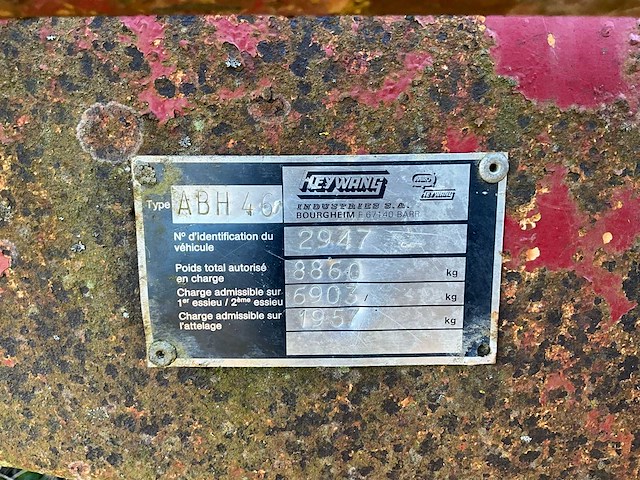 HEYWANG
INDUSTRIES S.A.
BOURGHEIM F 67140 BARR
HEYWANG
Type ABH 46
N° d'identification du
véhicule 2947
Poids total autorisé
en charge 8860 kg
Charge admissible sur
1er essieu / 2ème essieu 6903 / kg
Charge admissible sur
l'attelage 1957 kg